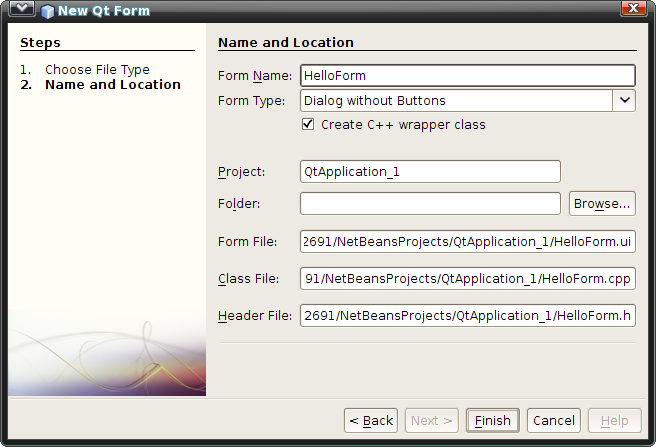 New Qt Form
Steps
1. Choose File Type
2. Name and Location
Name and Location
Form Name: HelloForm
Form Type: Dialog without Buttons
Create C++ wrapper class
Project: QtApplication_1
Folder: Browse...
Form File: 2691/NetBeansProjects/QtApplication_1/HelloForm.ui
Class File: 91/NetBeansProjects/QtApplication_1/HelloForm.cpp
Header File: 2691/NetBeansProjects/QtApplication_1/HelloForm.h
< Back Next > Finish Cancel Help